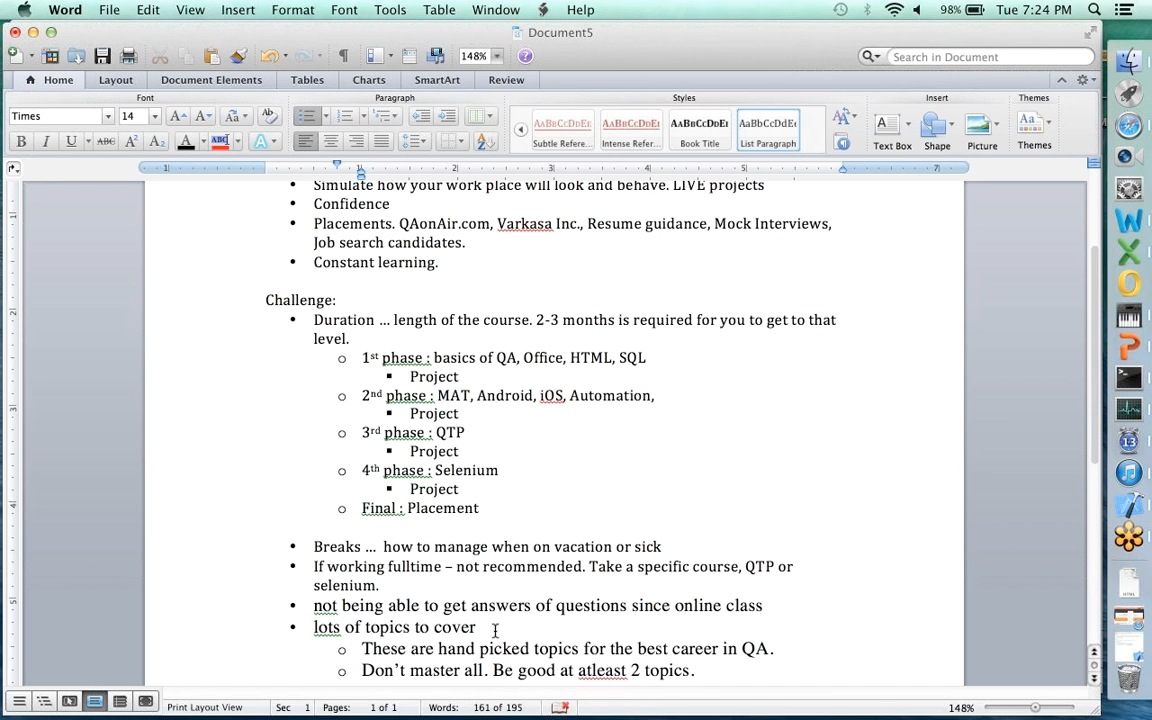 Word File Edit View Insert Format Font Tools Table Window Help 98% Tue 7:24 PM
Document5
148% Search in Document
Home Layout Document Elements Tables Charts SmartArt Review
Font Paragraph Styles Insert Themes
Times 14 AaBbCcDdEe AaBbCcDdEe AaBbCcDdEe AaBbCcDdEe
Subtle Refere... Intense Refer... Book Title List Paragraph Text Box Shape Picture Themes
• Simulate how your work place will look and behave. LIVE projects
• Confidence
• Placements. QAonAir.com, Varkasa Inc., Resume guidance, Mock Interviews,
Job search candidates.
• Constant learning.
Challenge:
• Duration … length of the course. 2-3 months is required for you to get to that
level.
o 1st phase : basics of QA, Office, HTML, SQL
▪ Project
o 2nd phase : MAT, Android, iOS, Automation,
▪ Project
o 3rd phase : QTP
▪ Project
o 4th phase : Selenium
▪ Project
o Final : Placement
• Breaks … how to manage when on vacation or sick
• If working fulltime – not recommended. Take a specific course, QTP or
selenium.
• not being able to get answers of questions since online class
• lots of topics to cover
o These are hand picked topics for the best career in QA.
o Don't master all. Be good at atleast 2 topics.
Print Layout View Sec 1 Pages: 1 of 1 Words: 161 of 195 148%